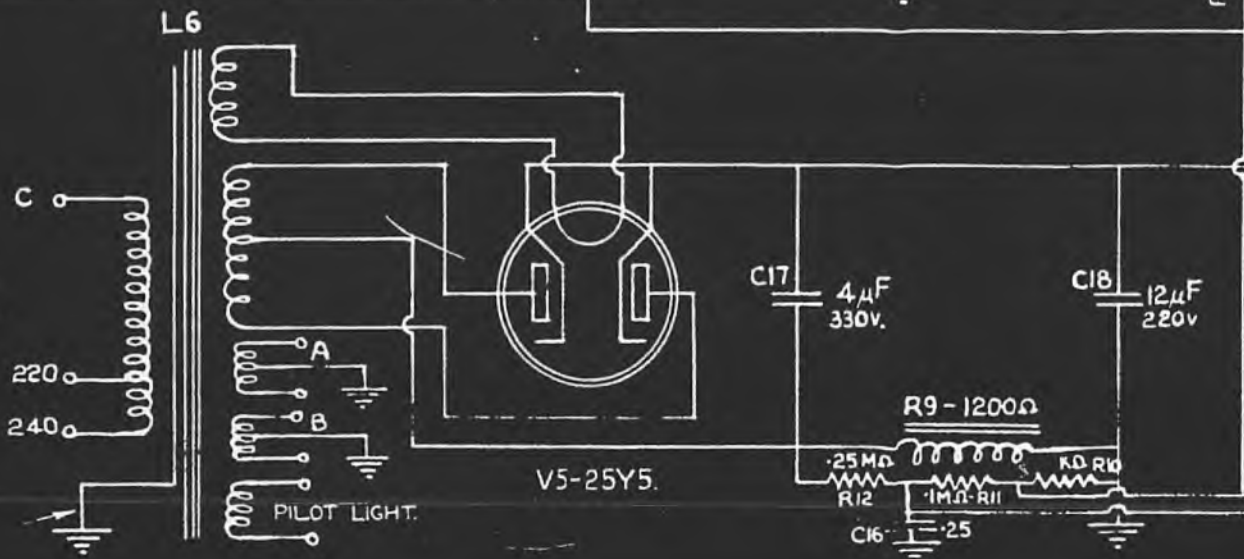 L6
C
220
240
A
B
PILOT LIGHT.
V5-25Y5.
C17
4μF
330V.
C18
12μF
220V
R9-1200Ω
.25MΩ
R12
.1MΩ-R11
R10
C16
.25